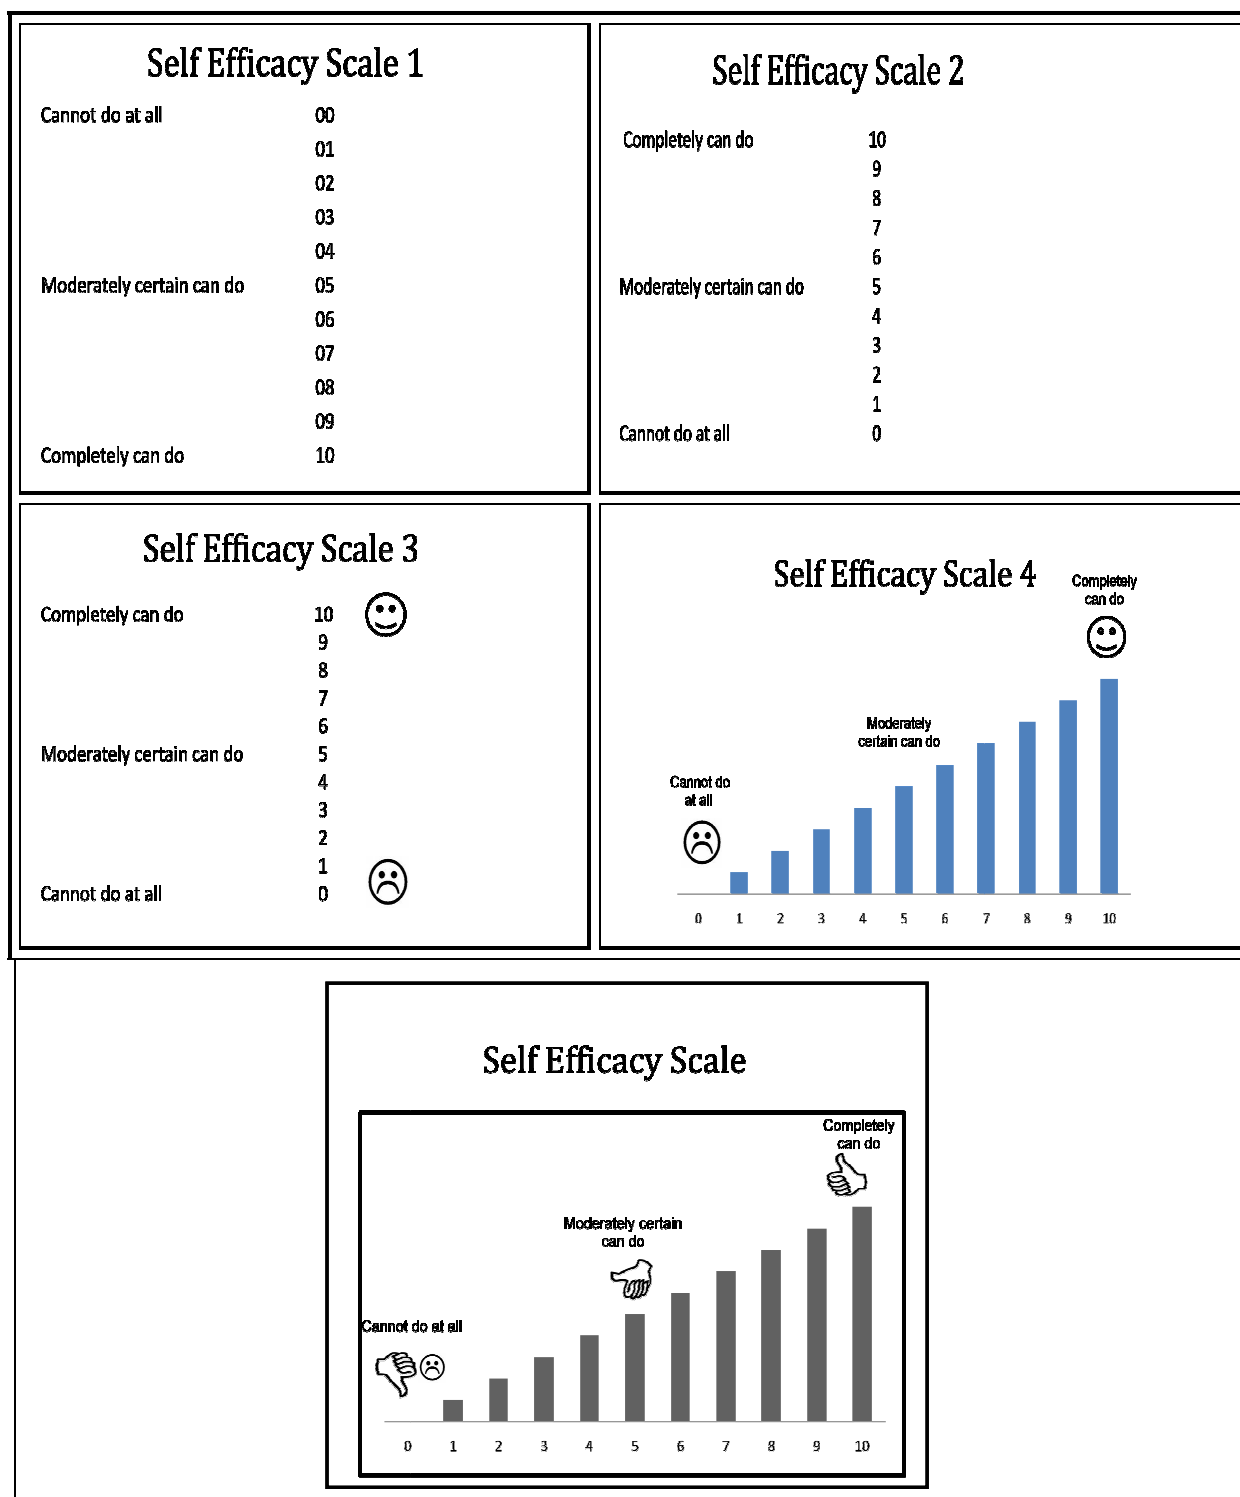 Self Efficacy Scale 1
Cannot do at all 00
01
02
03
04
Moderately certain can do 05
06
07
08
09
Completely can do 10
Self Efficacy Scale 2
Completely can do 10
9
8
7
6
Moderately certain can do 5
4
3
2
1
Cannot do at all 0
Self Efficacy Scale 3
Completely can do 10
9
8
7
6
Moderately certain can do 5
4
3
2
1
Cannot do at all 0
Self Efficacy Scale 4
Completely
can do
Moderately
certain can do
Cannot do
at all
0 1 2 3 4 5 6 7 8 9 10
Self Efficacy Scale
Completely
can do
Moderately certain
can do
Cannot do at all
0 1 2 3 4 5 6 7 8 9 10